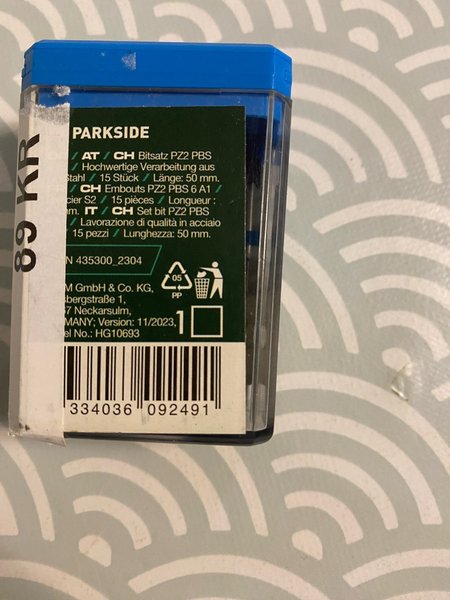 PARKSIDE
/ AT / CH Bitsatz PZ2 PBS
/ Hochwertige Verarbeitung aus
Stahl / 15 Stück / Länge: 50 mm.
/ CH Embouts PZ2 PBS 6 A1 /
cier S2 / 15 pièces / Longueur :
m. IT / CH Set bit PZ2 PBS
/ Lavorazione di qualità in acciaio
15 pezzi / Lunghezza: 50 mm.
N 435300_2304
05
PP
M GmbH & Co. KG,
sbergstraße 1,
7 Neckarsulm,
MANY; Version: 11/2023,
el No.: HG10693
1
334036 092491
89 KR